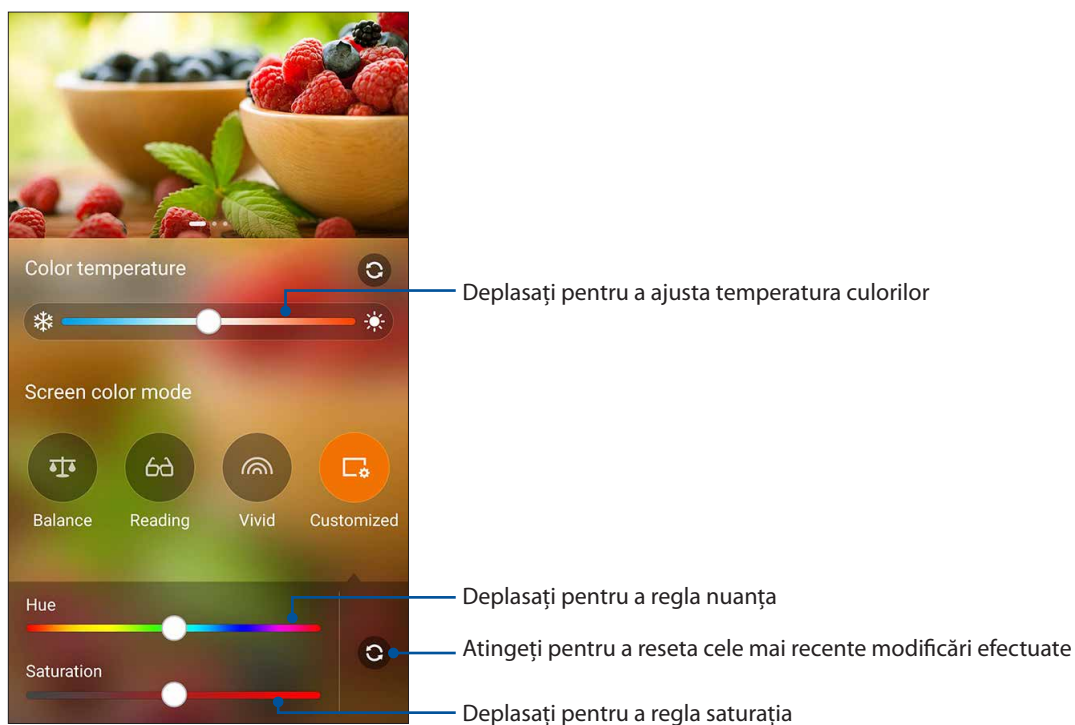 Color temperature
Deplasați pentru a ajusta temperatura culorilor
Screen color mode
Balance
Reading
Vivid
Customized
Hue
Deplasați pentru a regla nuanța
Atingeți pentru a reseta cele mai recente modificări efectuate
Saturation
Deplasați pentru a regla saturația